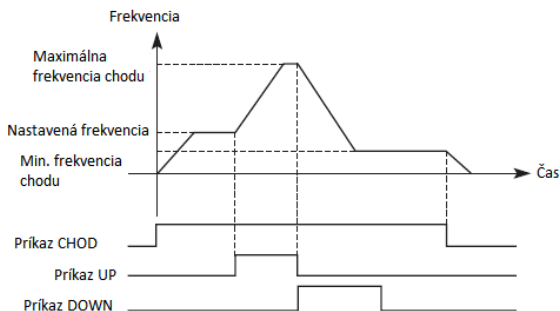 Frekvencia
Maximálna
frekvencia chodu
Nastavená frekvencia
Min. frekvencia
chodu
Čas
Príkaz CHOD
Príkaz UP
Príkaz DOWN